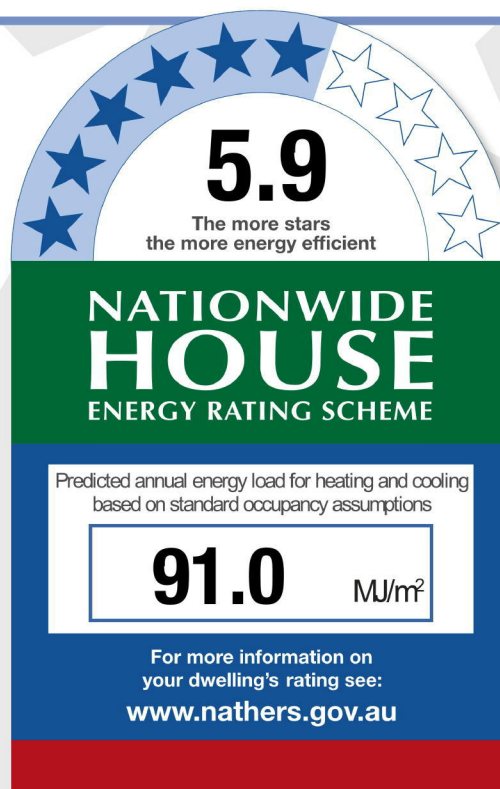 5.9
The more stars
the more energy efficient
NATIONWIDE
HOUSE
ENERGY RATING SCHEME
Predicted annual energy load for heating and cooling
based on standard occupancy assumptions
91.0 MJ/m²
For more information on
your dwelling's rating see:
www.nathers.gov.au